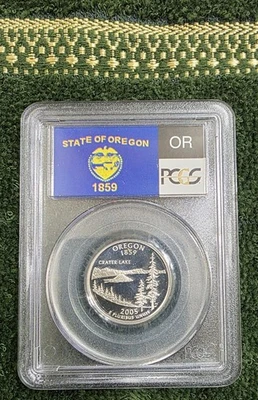 STATE OF OREGON
OR
1859
PCGS
OREGON
1859
CRATER LAKE
2005
E PLURIBUS UNUM